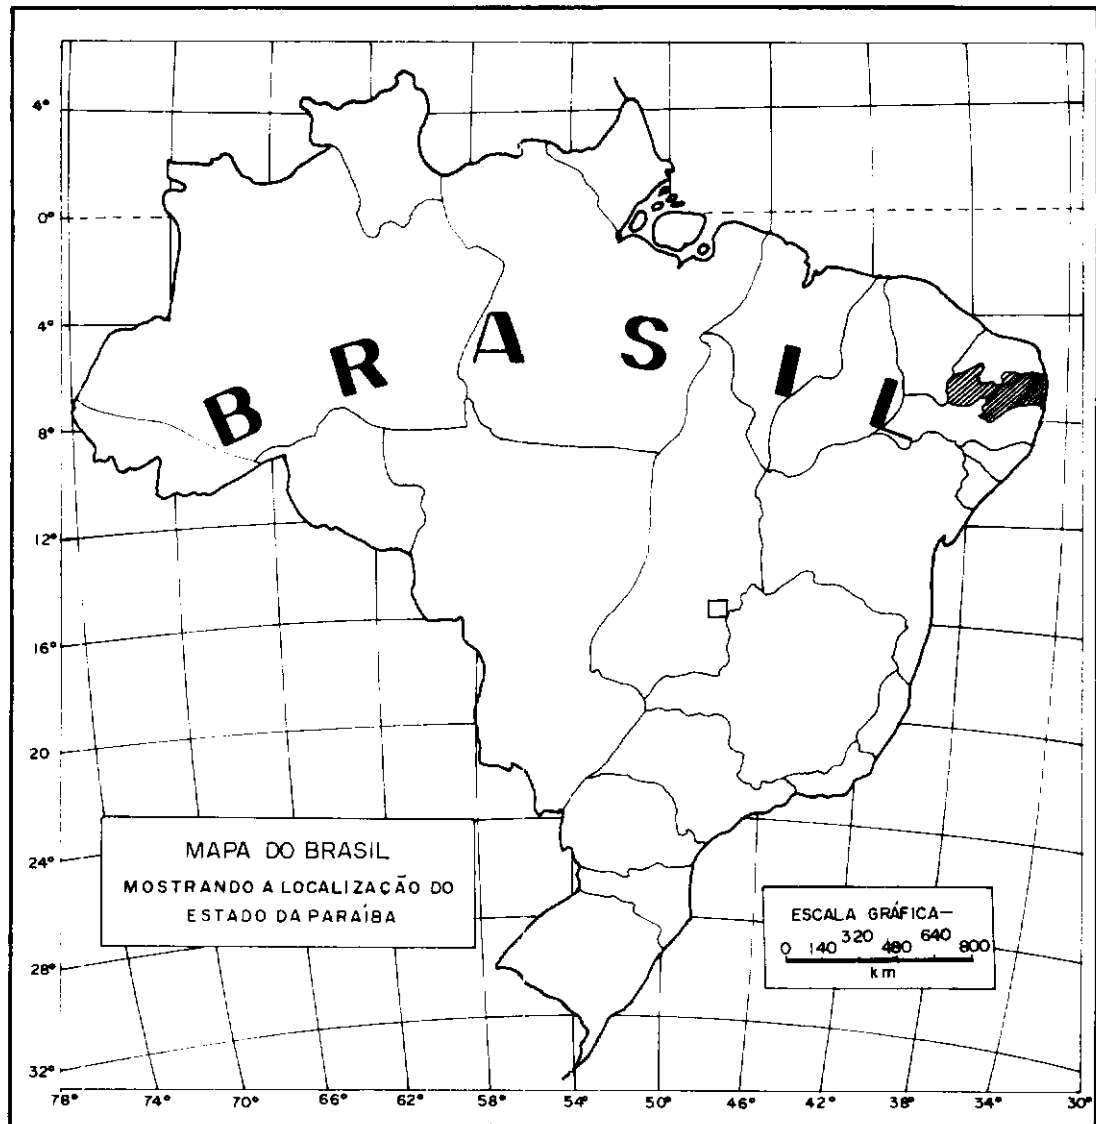 4°
0°
4°
BRASIL
8°
12°
16°
20
24°
28°
32°
MAPA DO BRASIL
MOSTRANDO A LOCALIZAÇÃO DO
ESTADO DA PARAÍBA
ESCALA GRÁFICA—
0 140 320 480 640 800
km
78° 74° 70° 66° 62° 58° 54° 50° 46° 42° 38° 34° 30°